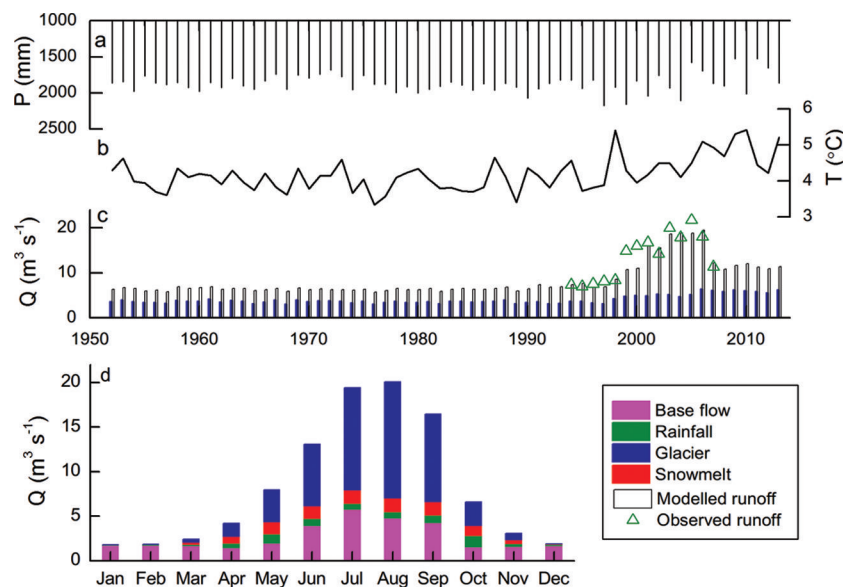 a
P (mm)
1000
1500
2000
2500
b
T (°C)
6
5
4
3
c
Q (m³ s⁻¹)
20
10
0
1950 1960 1970 1980 1990 2000 2010
d
Q (m³ s⁻¹)
20
15
10
5
0
Jan Feb Mar Apr May Jun Jul Aug Sep Oct Nov Dec
Base flow
Rainfall
Glacier
Snowmelt
Modelled runoff
Observed runoff